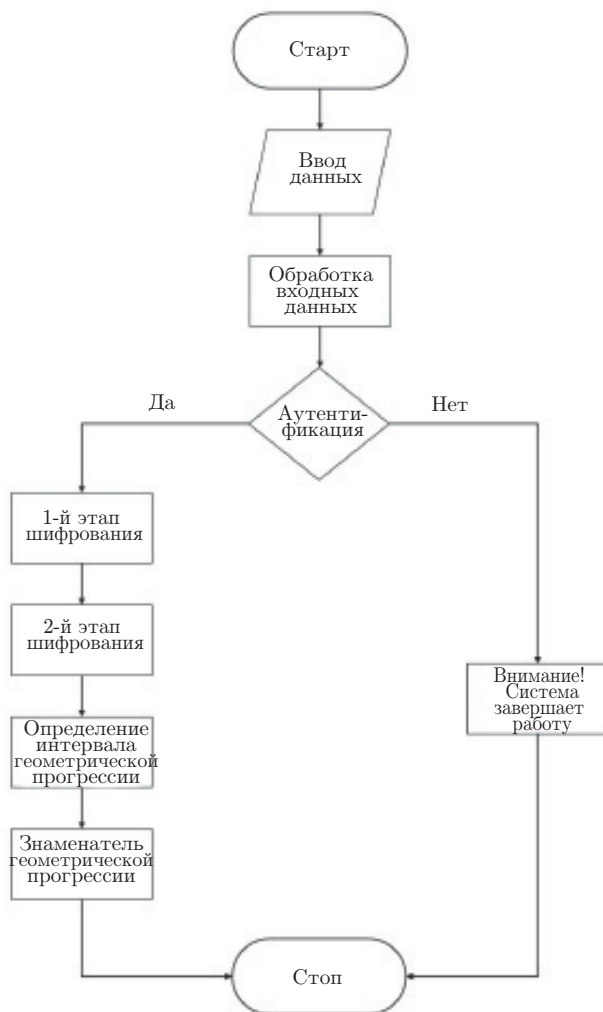 Старт
Ввод
данных
Обработка
входных
данных
Да
Аутенти-
фикация
Нет
1-й этап
шифрования
2-й этап
шифрования
Определение
интервала
геометрической
прогрессии
Знаменатель
геометрической
прогрессии
Внимание!
Система
завершает
работу
Стоп